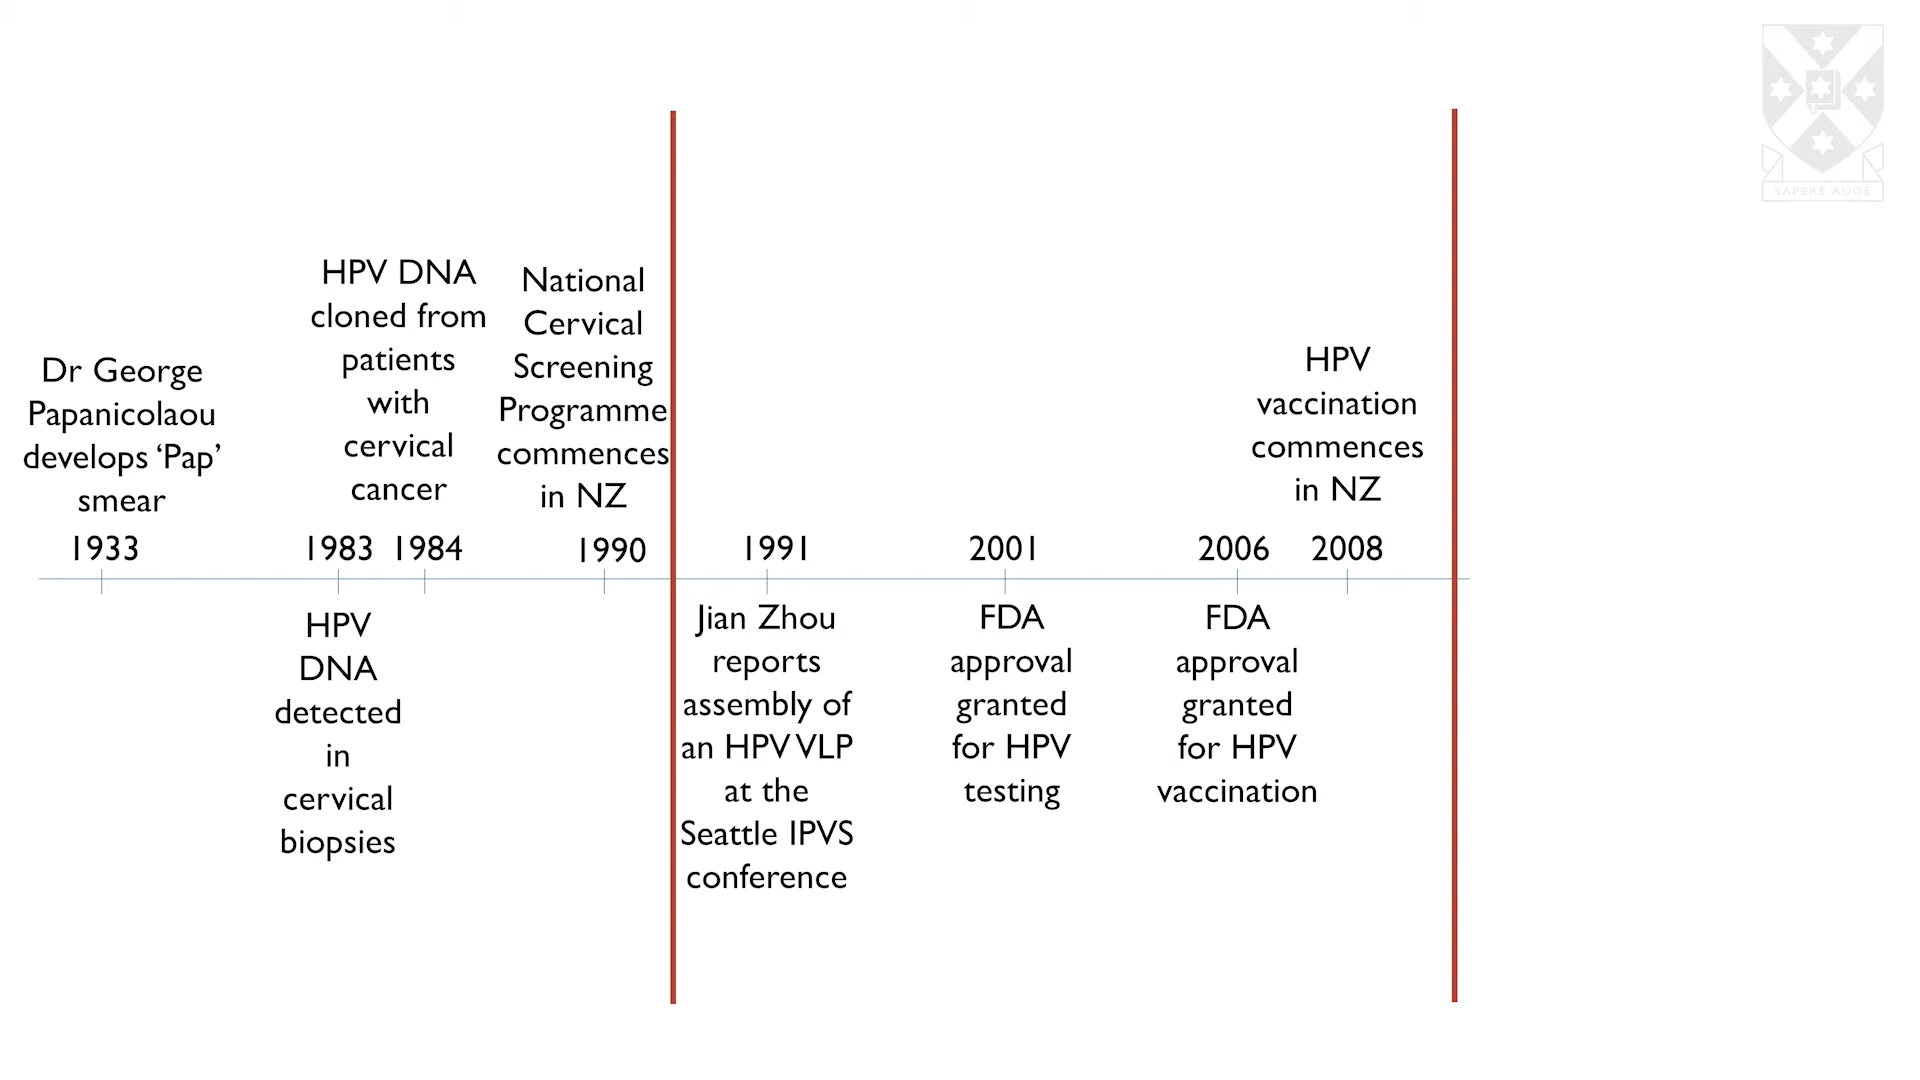 SAPERE AUDE
Dr George
Papanicolaou
develops ‘Pap’
smear
1933
HPV DNA
cloned from
patients
with
cervical
cancer
1983 1984
National
Cervical
Screening
Programme
commences
in NZ
1990
1991
2001
2006
HPV
vaccination
commences
in NZ
2008
HPV
DNA
detected
in
cervical
biopsies
Jian Zhou
reports
assembly of
an HPV VLP
at the
Seattle IPVS
conference
FDA
approval
granted
for HPV
testing
FDA
approval
granted
for HPV
vaccination